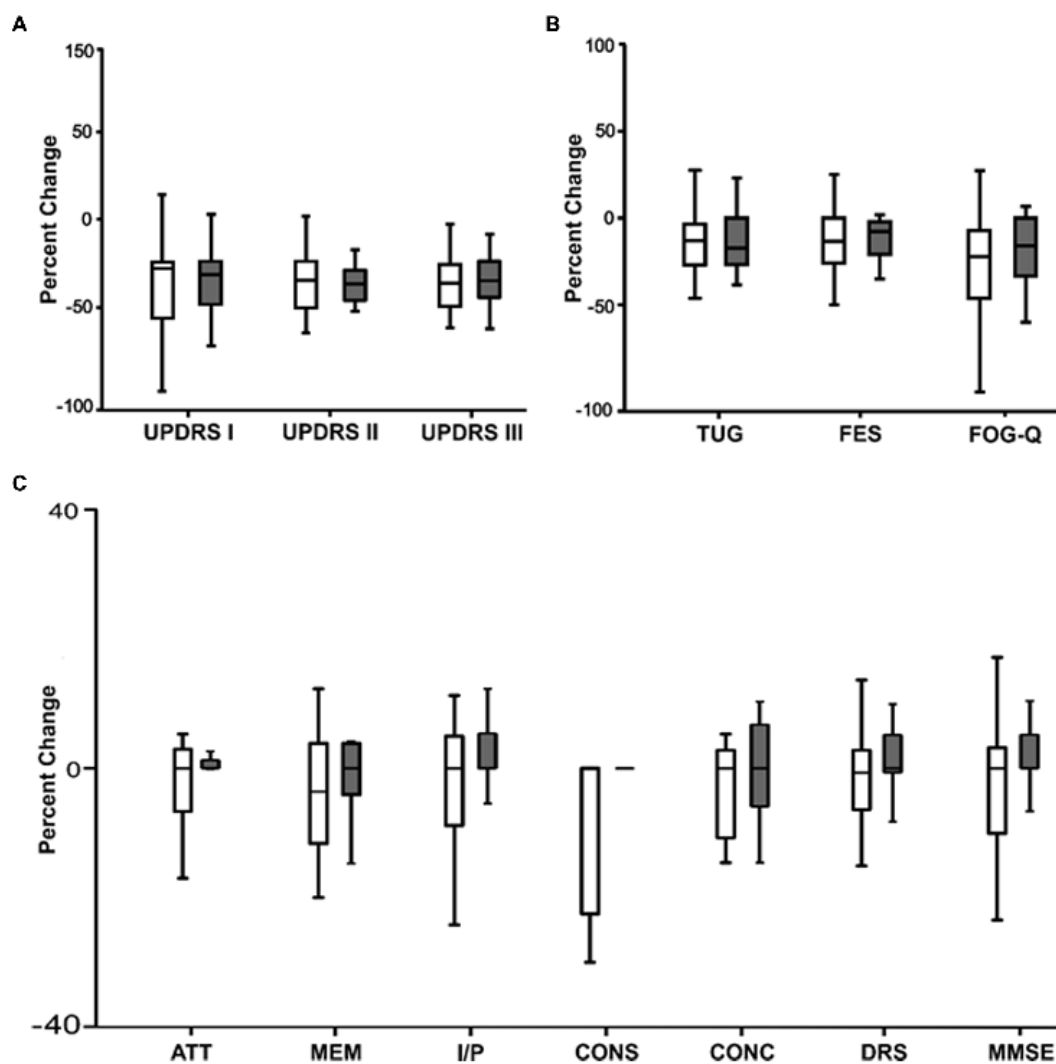 A
150
50
0
-50
-100
Percent Change
UPDRS I UPDRS II UPDRS III
B
100
50
0
-50
-100
Percent Change
TUG FES FOG-Q
C
40
0
-40
Percent Change
ATT MEM I/P CONS CONC DRS MMSE